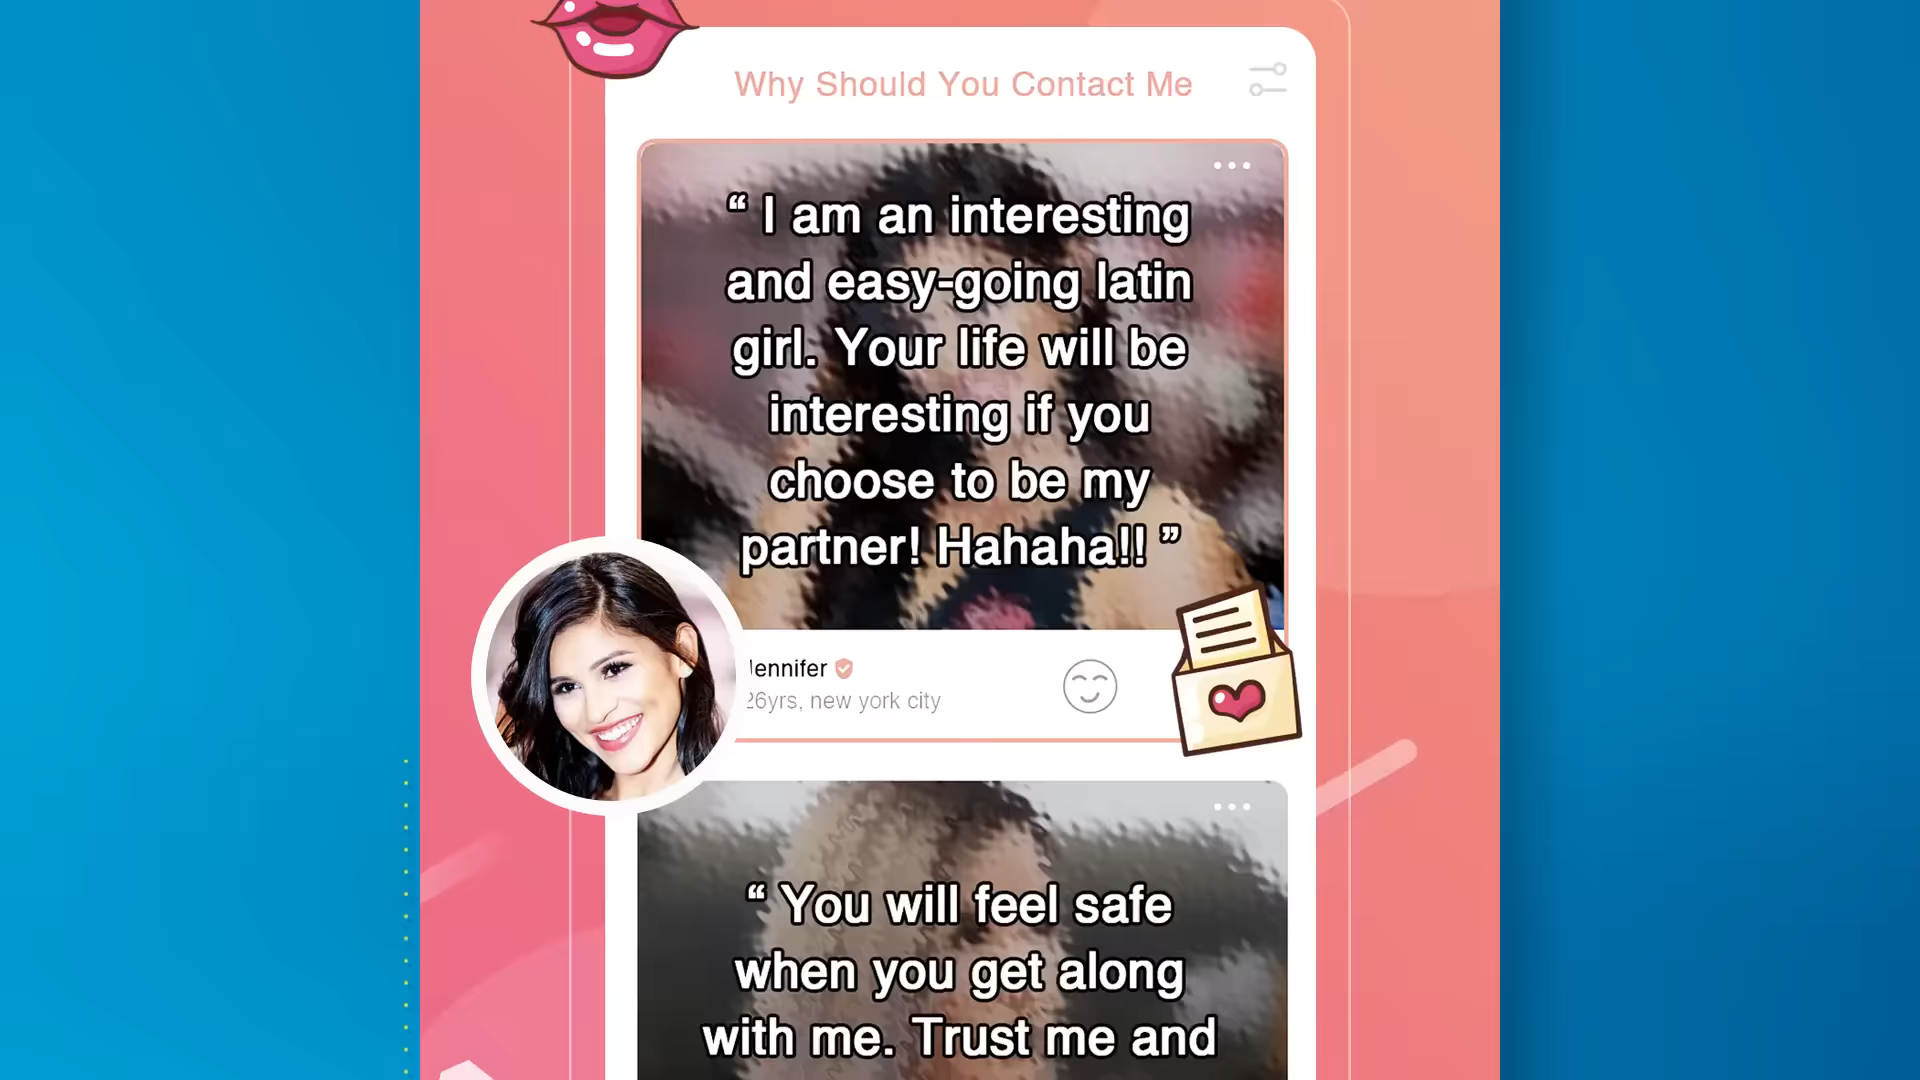 Why Should You Contact Me
“ I am an interesting
and easy-going latin
girl. Your life will be
interesting if you
choose to be my
partner! Hahaha!! ”
Jennifer
26yrs, new york city
“ You will feel safe
when you get along
with me. Trust me and